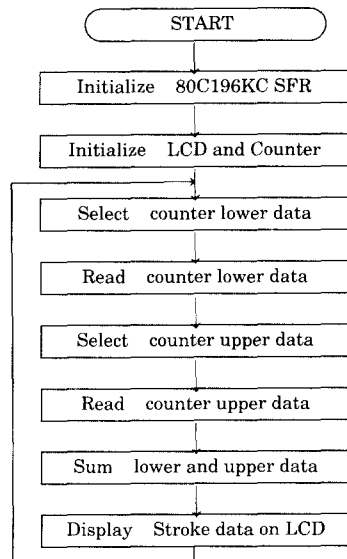 START
Initialize 80C196KC SFR
Initialize LCD and Counter
Select counter lower data
Read counter lower data
Select counter upper data
Read counter upper data
Sum lower and upper data
Display Stroke data on LCD